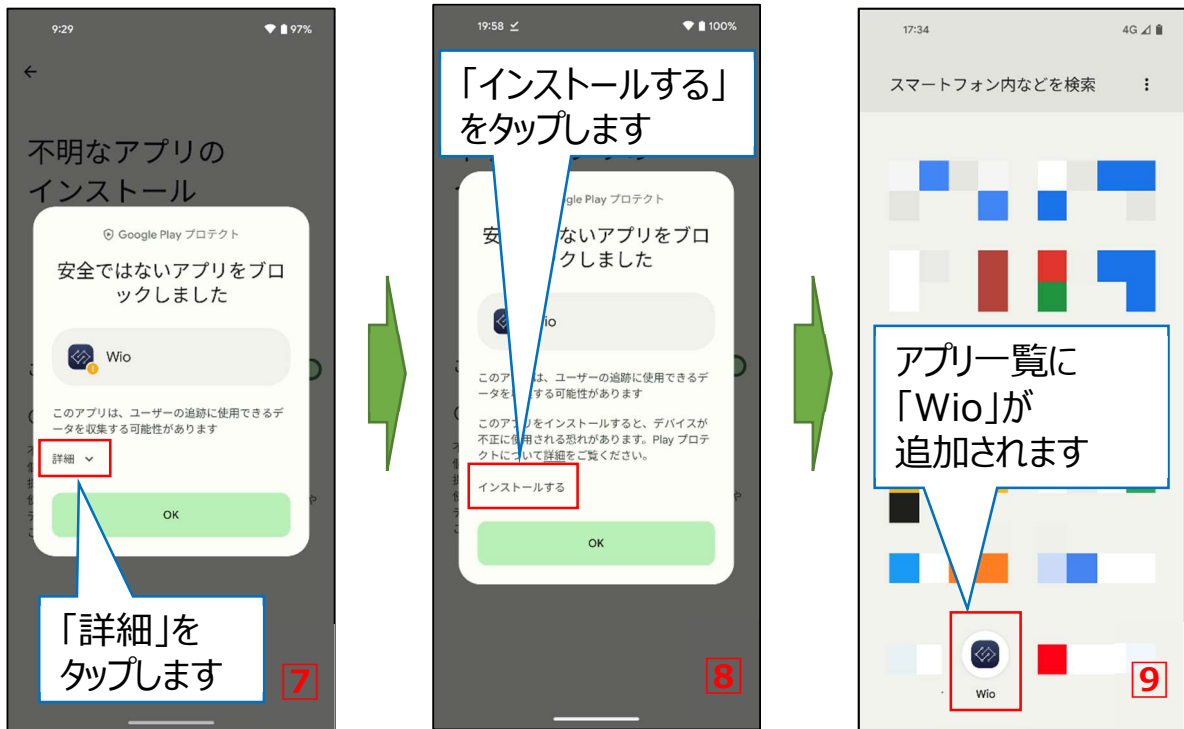 9:29
97%
不明なアプリの
インストール
Google Play プロテクト
安全ではないアプリをブロ
ックしました
Wio
このアプリは、ユーザーの追跡に使用できるデ
ータを収集する可能性があります
詳細
OK
「詳細」を
タップします
7
19:58
100%
「インストールする」
をタップします
gle Play プロテクト
安 ないアプリをブロ
クしました
io
このア は、ユーザーの追跡に使用できるデ
ータを する可能性があります
このア をインストールすると、デバイスが
不正に使用される恐れがあります。Play プロテ
クトについて詳細をご覧ください。
インストールする
OK
8
17:34
4G
スマートフォン内などを検索
アプリ一覧に
「Wio」が
追加されます
Wio
9